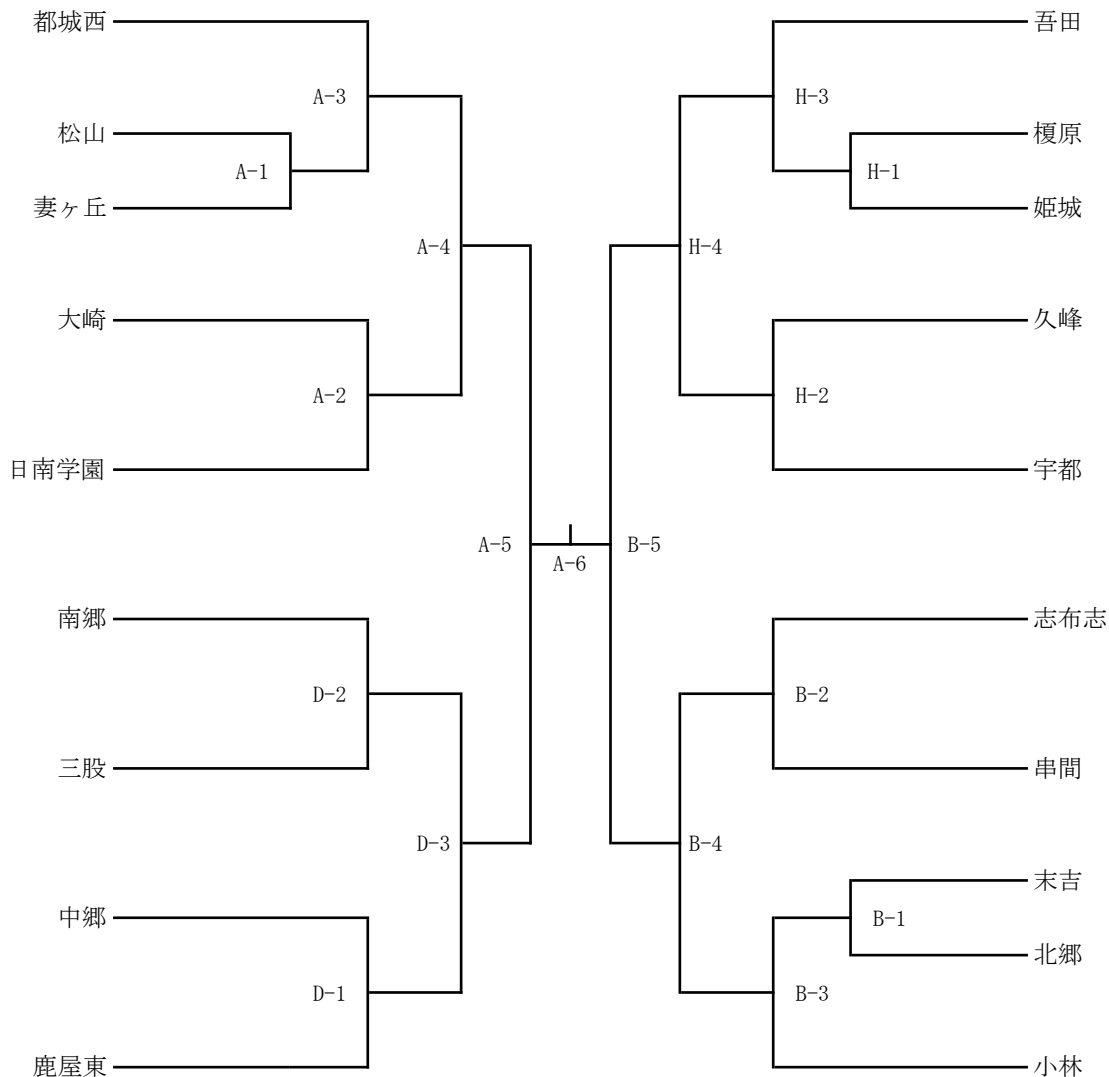 都城西
A-3
松山
A-1
妻ヶ丘
A-4
大崎
A-2
日南学園
A-5
南郷
D-2
三股
D-3
中郷
D-1
鹿屋東
A-6
吾田
H-3
榎原
H-1
姫城
H-4
久峰
H-2
宇都
B-5
志布志
B-2
串間
B-4
末吉
B-1
北郷
B-3
小林